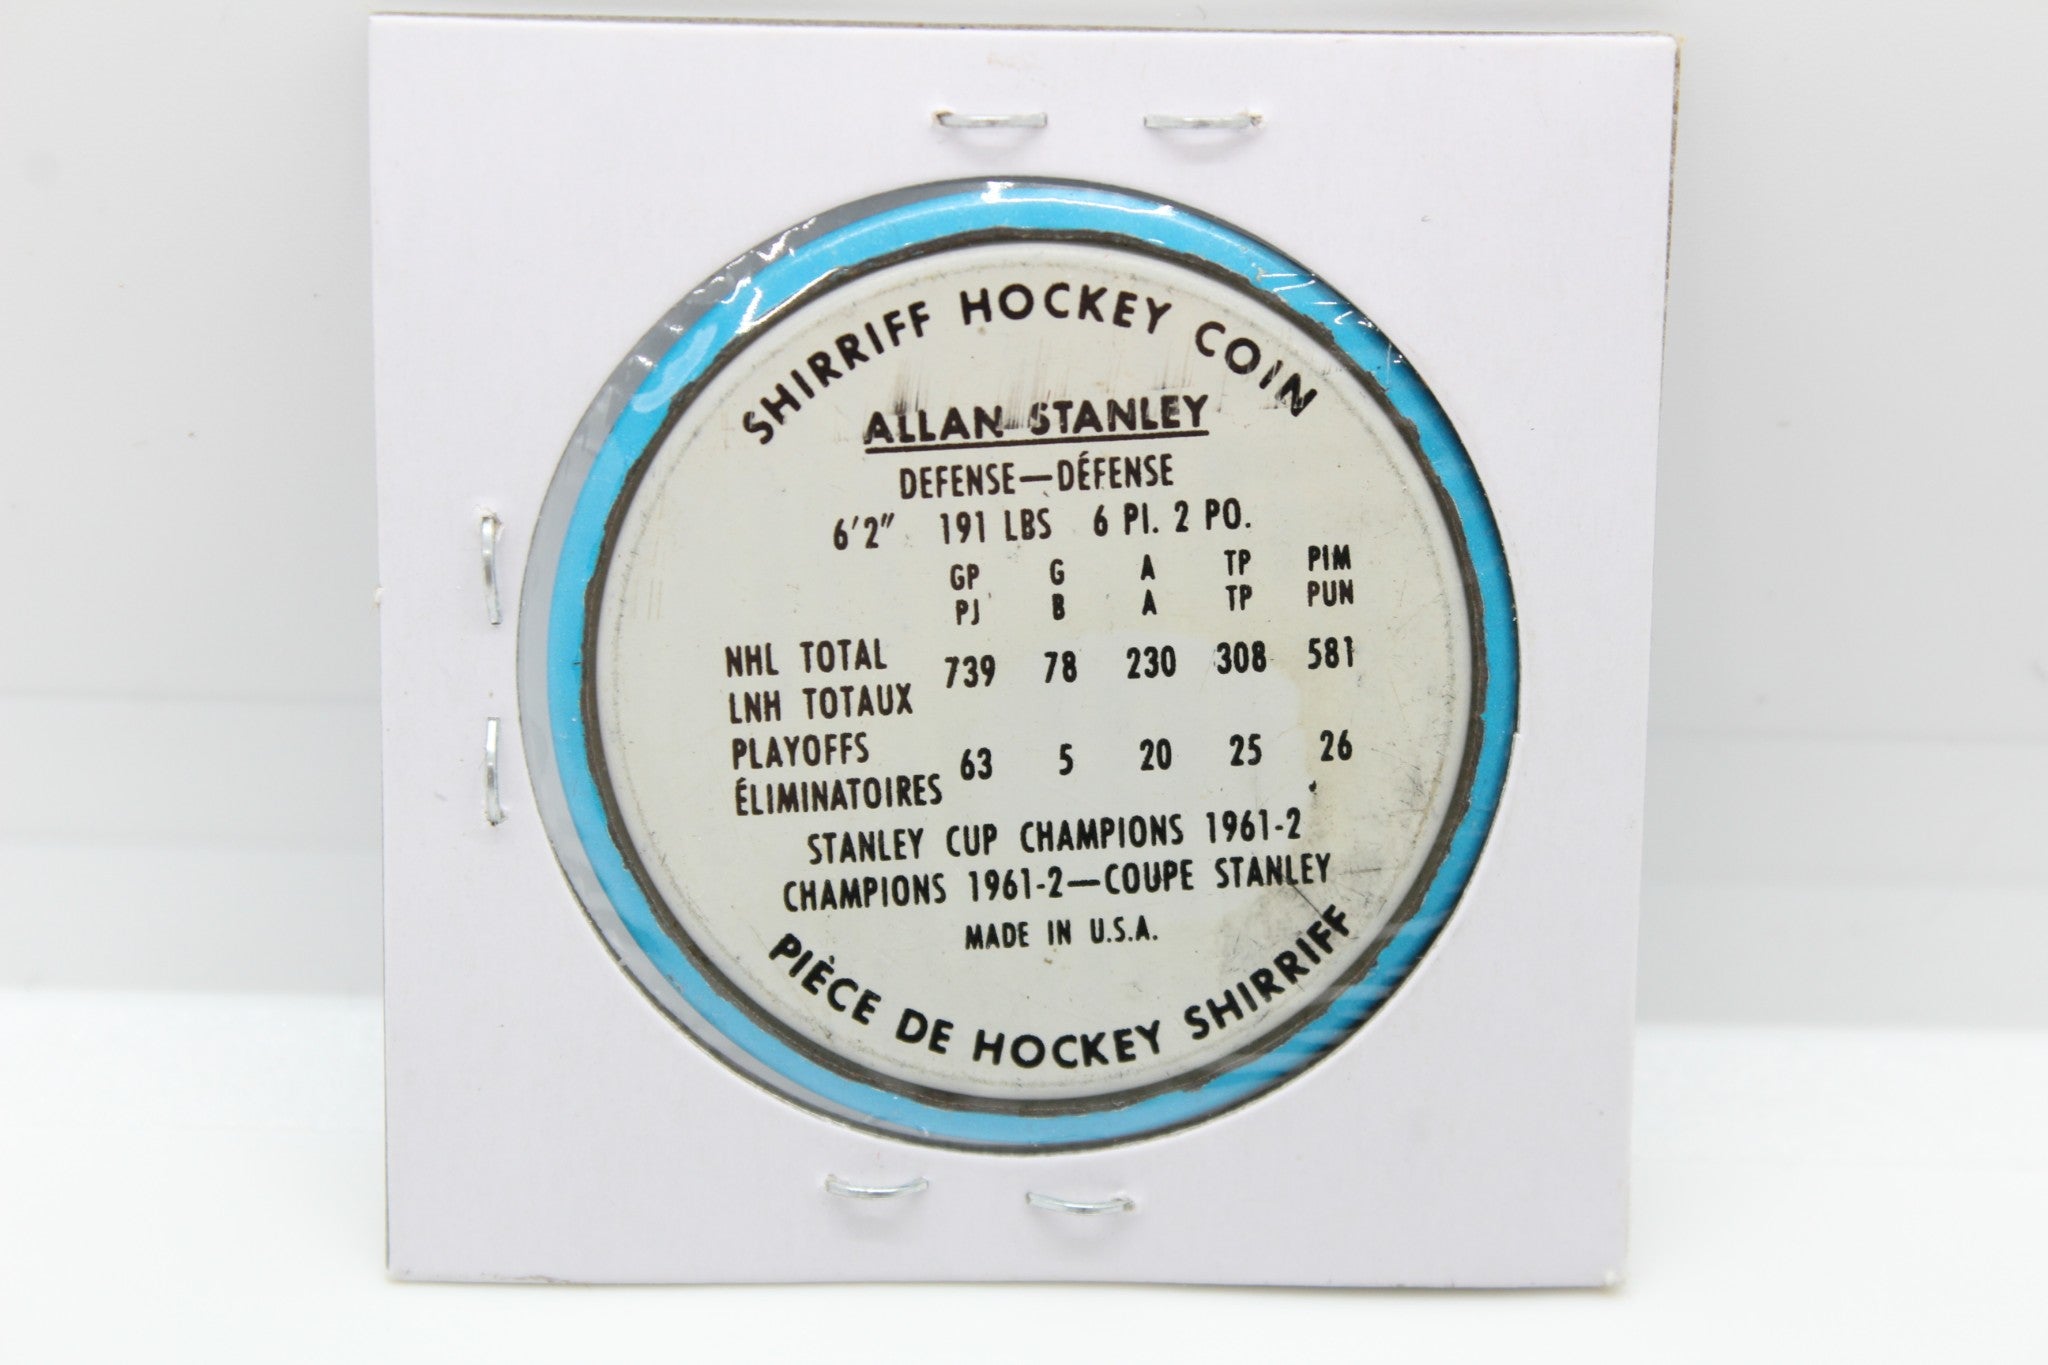 SHIRRIFF HOCKEY COIN
ALLAN STANLEY
DEFENSE—DÉFENSE
6'2" 191 LBS 6 PI. 2 PO.
GP G A TP PIM
PJ B A TP PUN
NHL TOTAL 739 78 230 308 581
LNH TOTAUX
PLAYOFFS 63 5 20 25 26
ÉLIMINATOIRES
STANLEY CUP CHAMPIONS 1961-2
CHAMPIONS 1961-2—COUPE STANLEY
MADE IN U.S.A.
PIÈCE DE HOCKEY SHIRRIFF